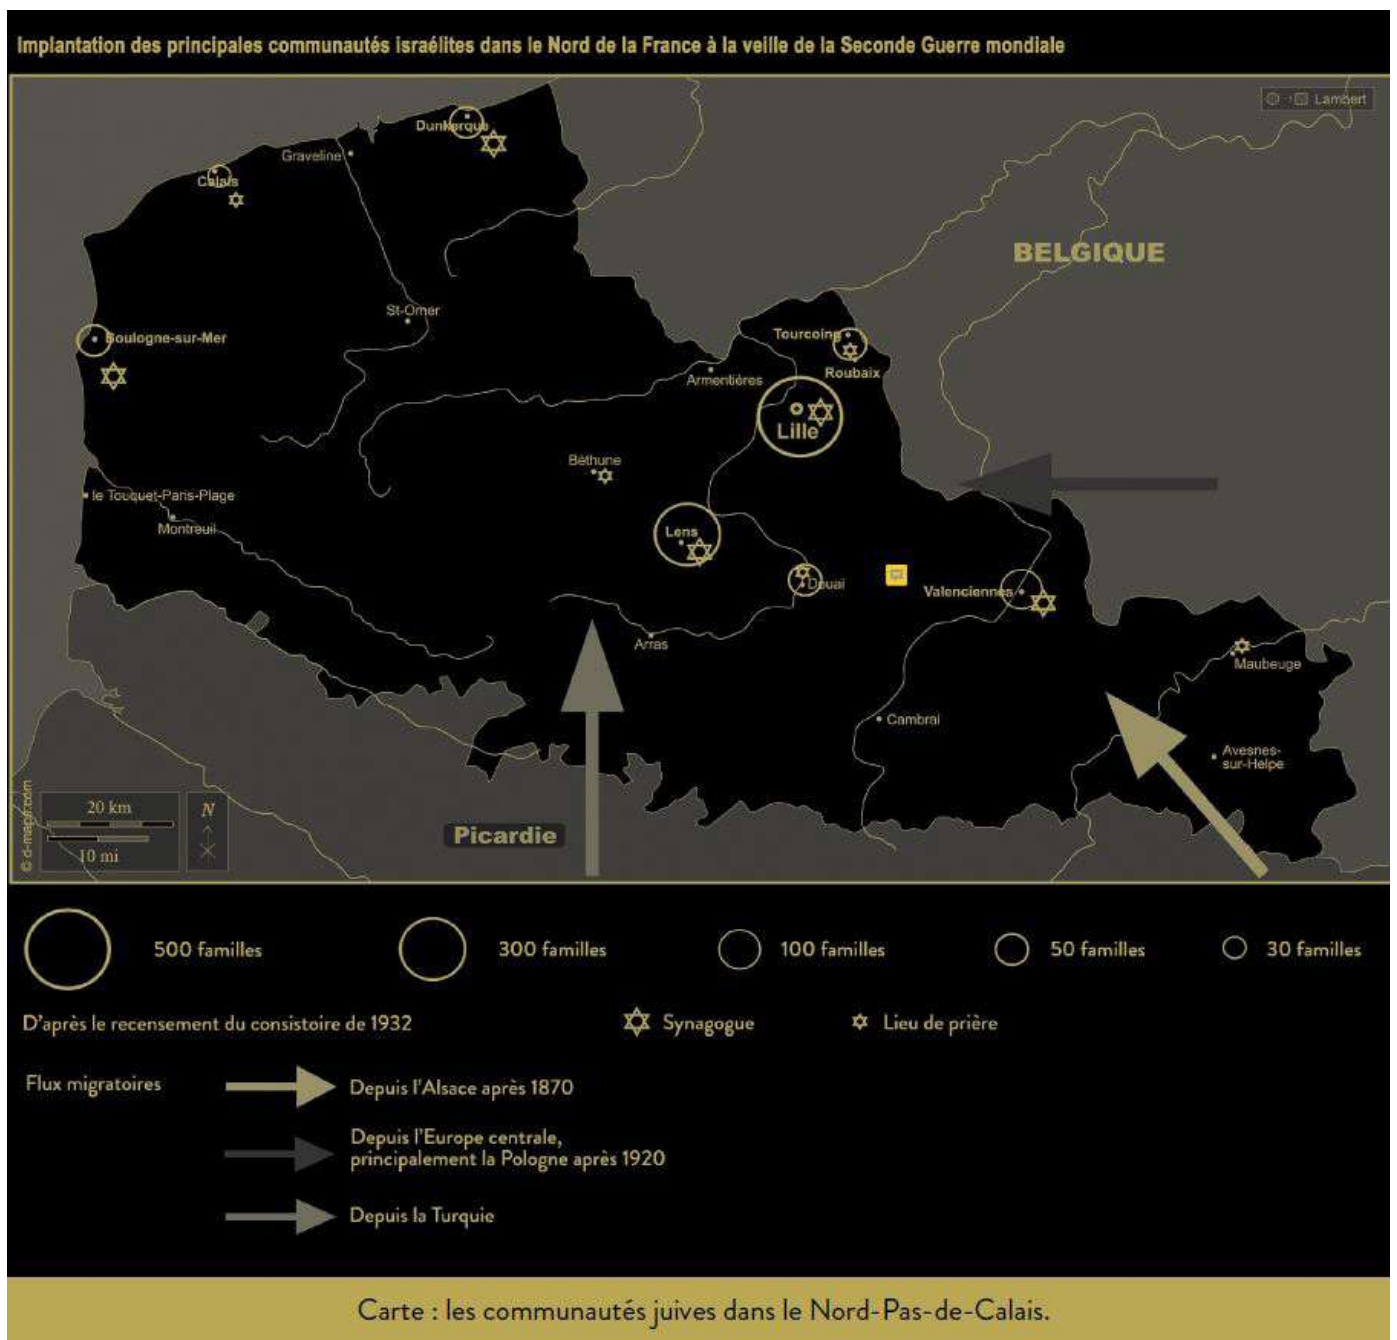 Implantation des principales communautés israélites dans le Nord de la France à la veille de la Seconde Guerre mondiale
Lambert
Dunkerque
Graveline
Calais
BELGIQUE
St-Omer
Tourcoing
Boulogne-sur-Mer
Roubaix
Armentières
Lille
Béthune
le Touquet-Paris-Plage
Montreuil
Lens
Douai
Valenciennes
Arras
Maubeuge
Cambrai
Avesnes-
sur-Helpe
20 km
N
10 mi
Picardie
© d-maps.com
500 familles
300 familles
100 familles
50 familles
30 familles
D'après le recensement du consistoire de 1932
Synagogue
Lieu de prière
Flux migratoires
Depuis l'Alsace après 1870
Depuis l'Europe centrale,
principalement la Pologne après 1920
Depuis la Turquie
Carte : les communautés juives dans le Nord-Pas-de-Calais.